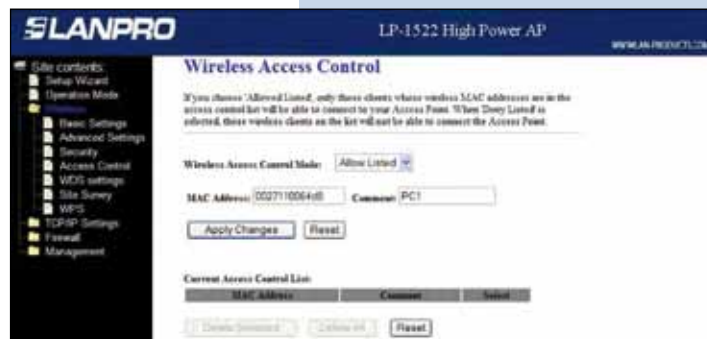 LANPRO
LP-1522 High Power AP
Site contents:
Setup Wizard
Operation Mode
Wireless
Basic Settings
Advanced Settings
Security
Access Control
WDS settings
Site Survey
WPS
TCP/IP Settings
Firewall
Management
Wireless Access Control
If you choose 'Allowed Listed', only those clients whose wireless MAC addresses are in the
access control list will be able to connect to your Access Point. When 'Deny Listed' is
selected, these wireless clients on the list will not be able to connect the Access Point.
Wireless Access Control Mode: Allow Listed
MAC Address: 0027110064d8 Comment: PC1
Apply Changes Reset
Current Access Control List:
MAC Address Comment Select
Delete Selected Delete All Reset